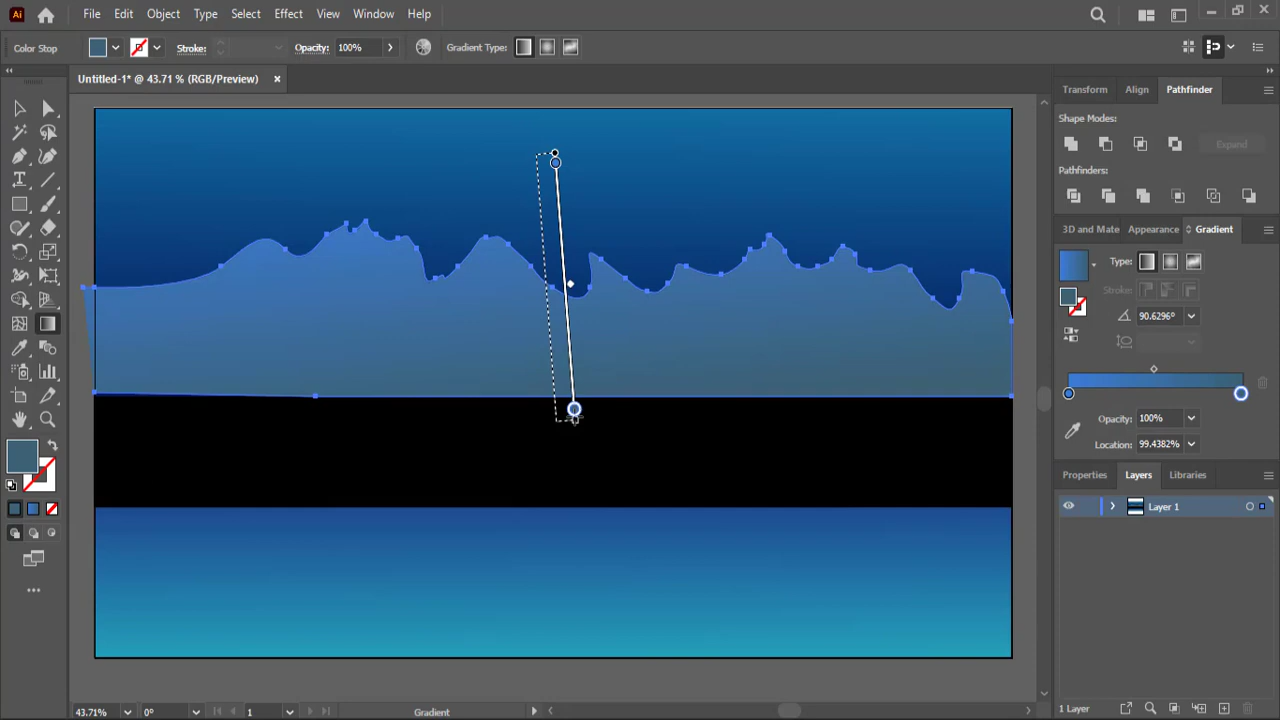 Ai File Edit Object Type Select Effect View Window Help
Color Stop Stroke: Opacity: 100% Gradient Type:
Untitled-1* @ 43.71 % (RGB/Preview) ×
Transform Align Pathfinder
Shape Modes:
Expand
Pathfinders:
3D and Mate Appearance Gradient
Type:
Stroke:
90.6296°
Opacity: 100%
Location: 99.4382%
Properties Layers Libraries
Layer 1
43.71% 0° 1 Gradient
1 Layer